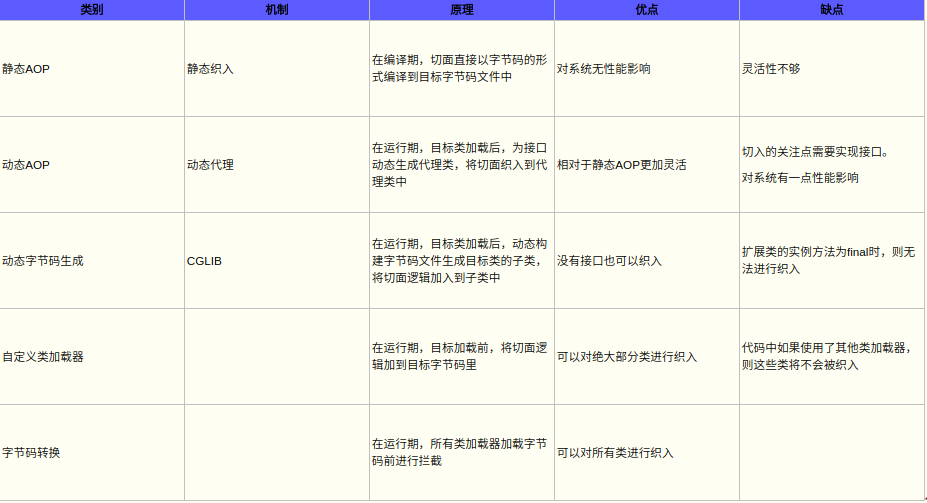 类别 机制 原理 优点 缺点
静态AOP
静态织入
在编译期，切面直接以字节码的形
式编译到目标字节码文件中
对系统无性能影响
灵活性不够
动态AOP
动态代理
在运行期，目标类加载后，为接口
动态生成代理类，将切面织入到代
理类中
相对于静态AOP更加灵活
切入的关注点需要实现接口。
对系统有一点性能影响
动态字节码生成
CGLIB
在运行期，目标类加载后，动态构
建字节码文件生成目标类的子类，
将切面逻辑加入到子类中
没有接口也可以织入
扩展类的实例方法为final时，则无
法进行织入
自定义类加载器
在运行期，目标加载前，将切面逻
辑加到目标字节码里
可以对绝大部分类进行织入
代码中如果使用了其他类加载器，
则这些类将不会被织入
字节码转换
在运行期，所有类加载器加载字节
码前进行拦截
可以对所有类进行织入